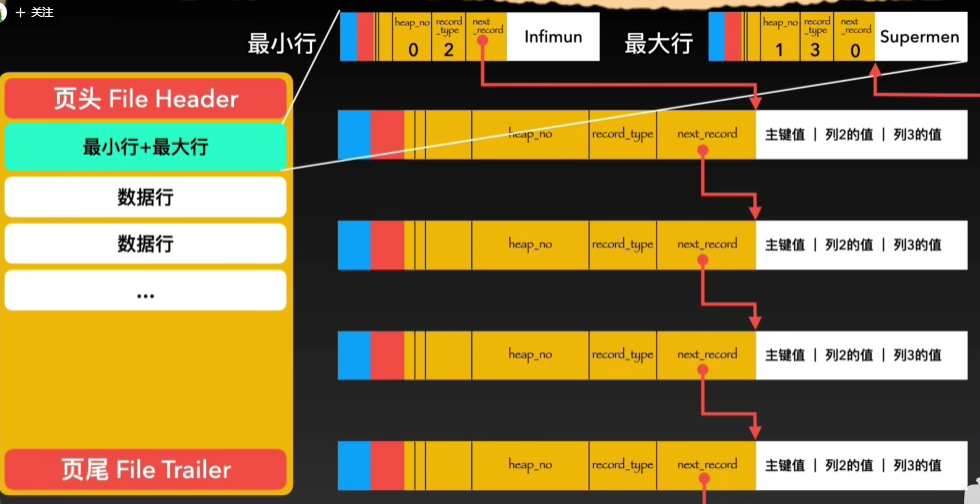 + 关注
最小行
heap_no
record_type
next_record
0
2
Infimun
最大行
heap_no
record_type
next_record
1
3
0
Supermen
页头 File Header
最小行+最大行
数据行
数据行
...
页尾 File Trailer
heap_no
record_type
next_record
主键值 | 列2的值 | 列3的值
heap_no
record_type
next_record
主键值 | 列2的值 | 列3的值
heap_no
record_type
next_record
主键值 | 列2的值 | 列3的值
heap_no
record_type
next_record
主键值 | 列2的值 | 列3的值